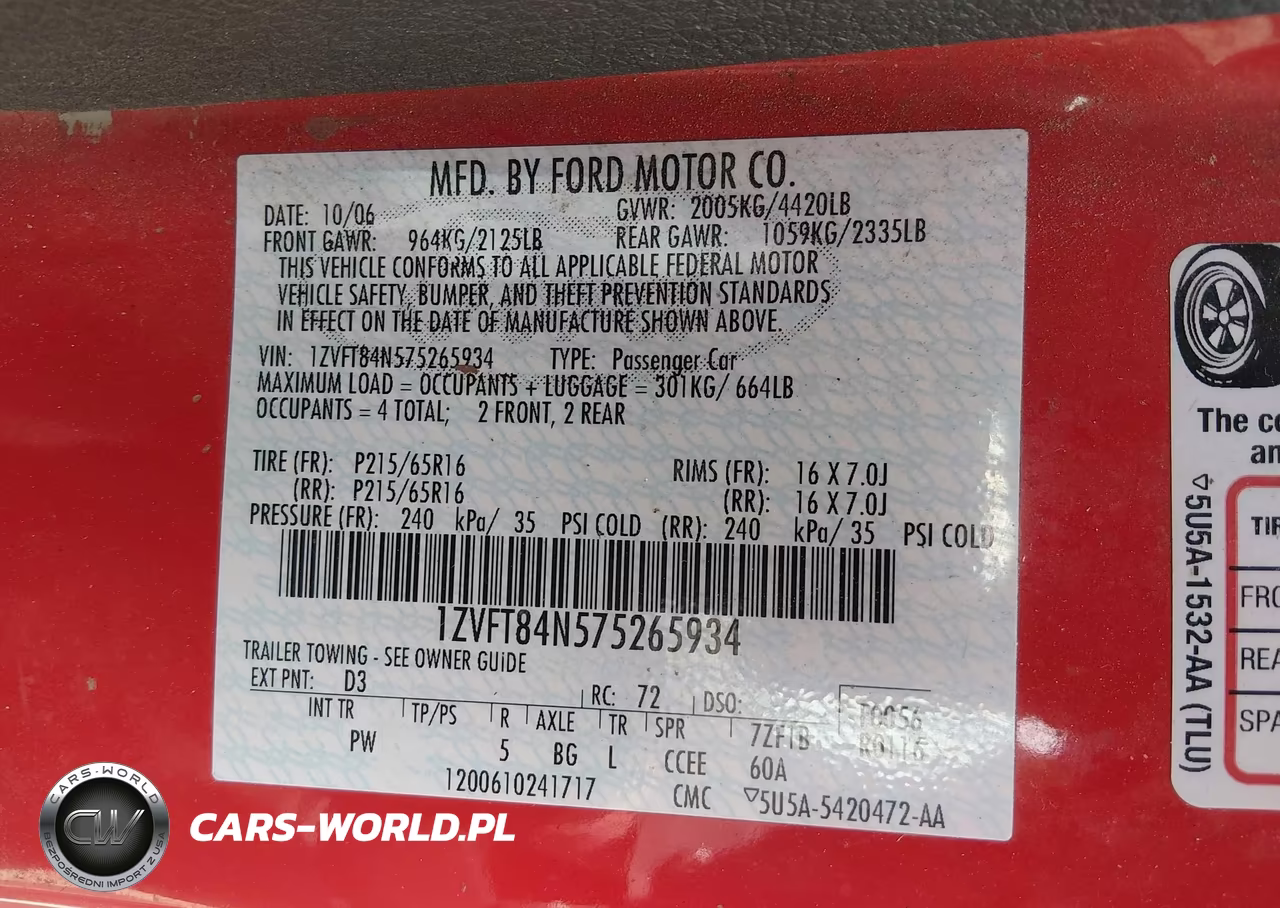 MFD. BY FORD MOTOR CO.
DATE: 10/06 GVWR: 2005KG/4420LB
FRONT GAWR: 964KG/2125LB REAR GAWR: 1059KG/2335LB
THIS VEHICLE CONFORMS TO ALL APPLICABLE FEDERAL MOTOR
VEHICLE SAFETY, BUMPER, AND THEFT PREVENTION STANDARDS
IN EFFECT ON THE DATE OF MANUFACTURE SHOWN ABOVE.
VIN: 1ZVFT84N575265934 TYPE: Passenger Car
MAXIMUM LOAD = OCCUPANTS + LUGGAGE = 301KG/ 664LB
OCCUPANTS = 4 TOTAL; 2 FRONT, 2 REAR
TIRE (FR): P215/65R16 RIMS (FR): 16 X 7.0J
(RR): P215/65R16 (RR): 16 X 7.0J
PRESSURE (FR): 240 kPa/ 35 PSI COLD (RR): 240 kPa/ 35 PSI COLD
1ZVFT84N575265934
TRAILER TOWING - SEE OWNER GUIDE
EXT PNT: D3 RC: 72 DSO:
INT TR TP/PS R AXLE TR SPR 7ZFTB
PW 5 BG L CCEE 60A
1200610241717 CMC ▽5U5A-5420472-AA
The co
an
TIR
FRO
REA
SPA
▽5U5A-1532-AA (TLU)
CARS-WORLD
CW
BEZPOŚREDNI IMPORT Z USA
CARS-WORLD.PL